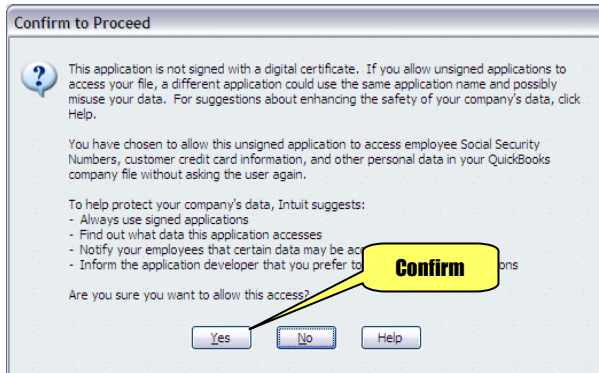 Confirm to Proceed
This application is not signed with a digital certificate. If you allow unsigned applications to
access your file, a different application could use the same application name and possibly
misuse your data. For suggestions about enhancing the safety of your company's data, click
Help.
You have chosen to allow this unsigned application to access employee Social Security
Numbers, customer credit card information, and other personal data in your QuickBooks
company file without asking the user again.
To help protect your company's data, Intuit suggests:
- Always use signed applications
- Find out what data this application accesses
- Notify your employees that certain data may be
- Inform the application developer that you prefer to
Confirm
Are you sure you want to allow this access?
Yes No Help